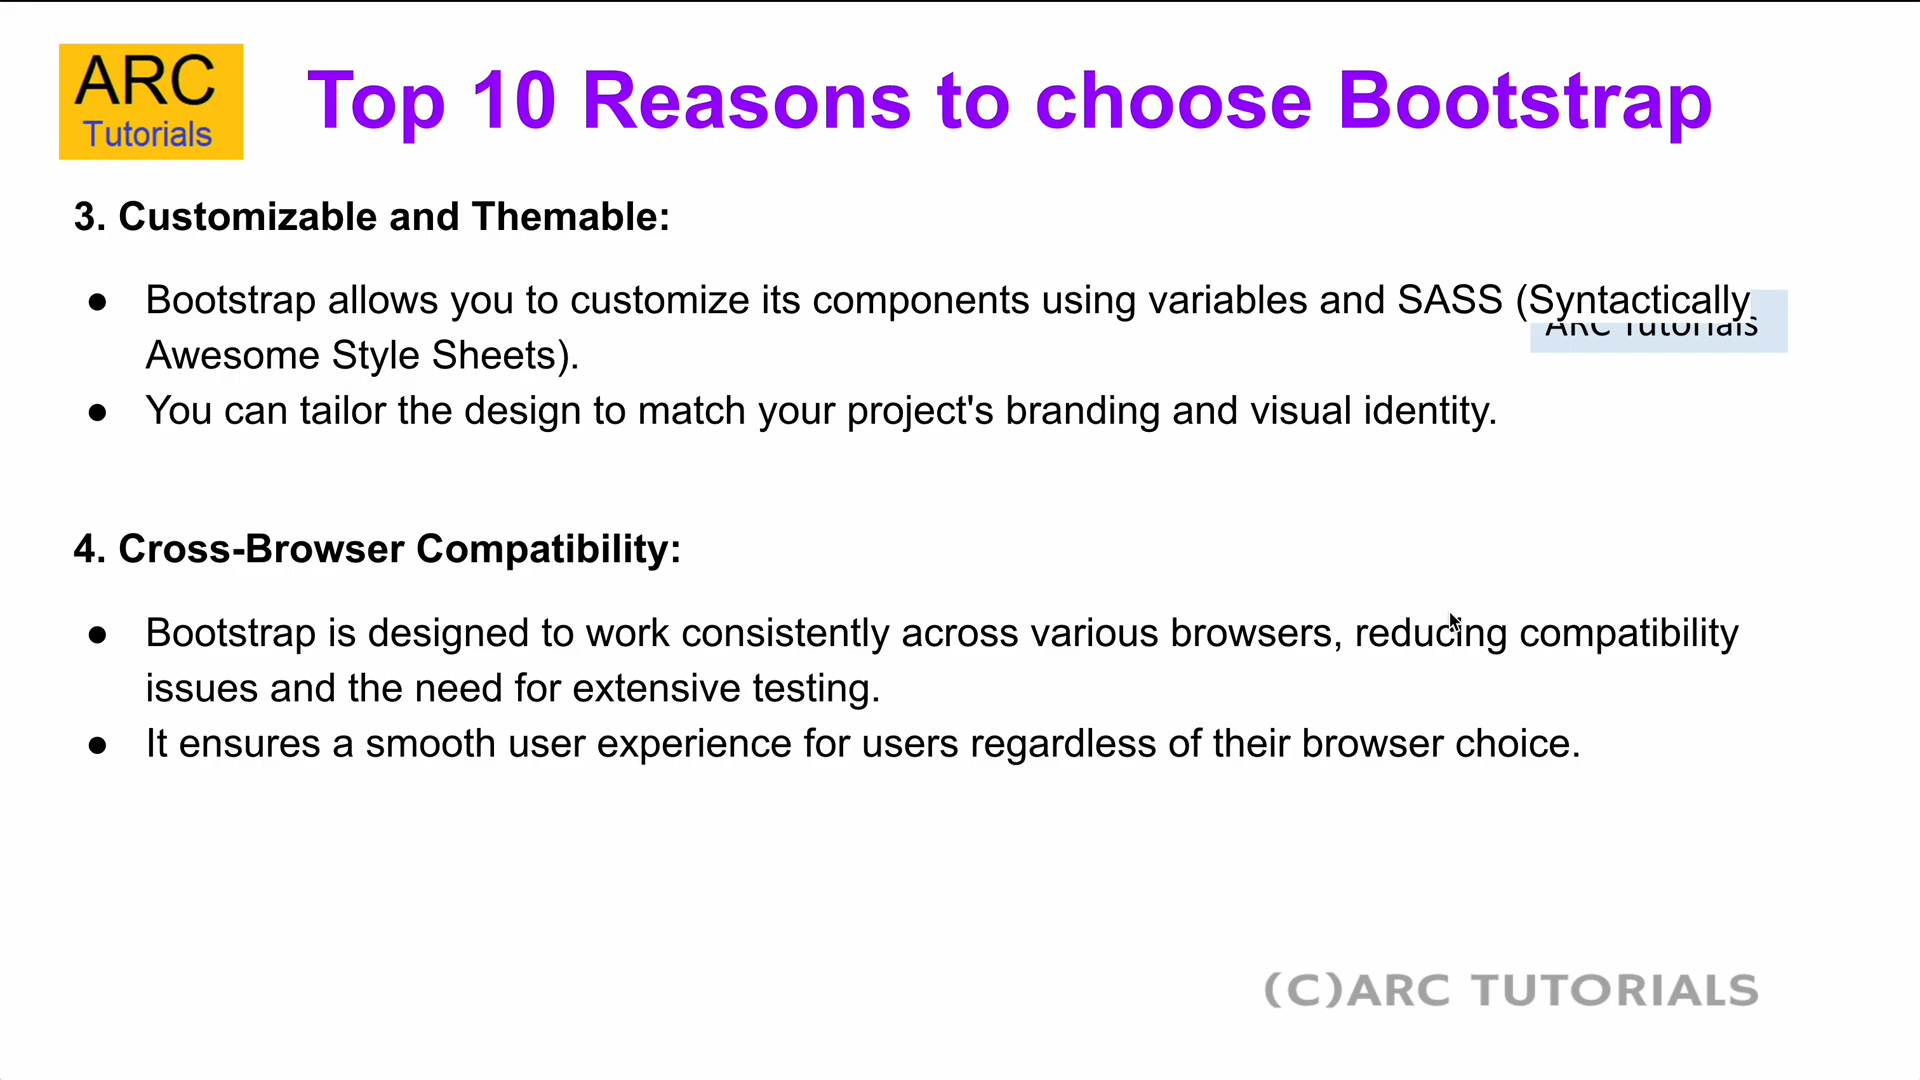 ARC
Tutorials
Top 10 Reasons to choose Bootstrap
3. Customizable and Themable:
● Bootstrap allows you to customize its components using variables and SASS (Syntactically
ARC Tutorials
Awesome Style Sheets).
● You can tailor the design to match your project's branding and visual identity.
4. Cross-Browser Compatibility:
● Bootstrap is designed to work consistently across various browsers, reducing compatibility
issues and the need for extensive testing.
● It ensures a smooth user experience for users regardless of their browser choice.
(C)ARC TUTORIALS